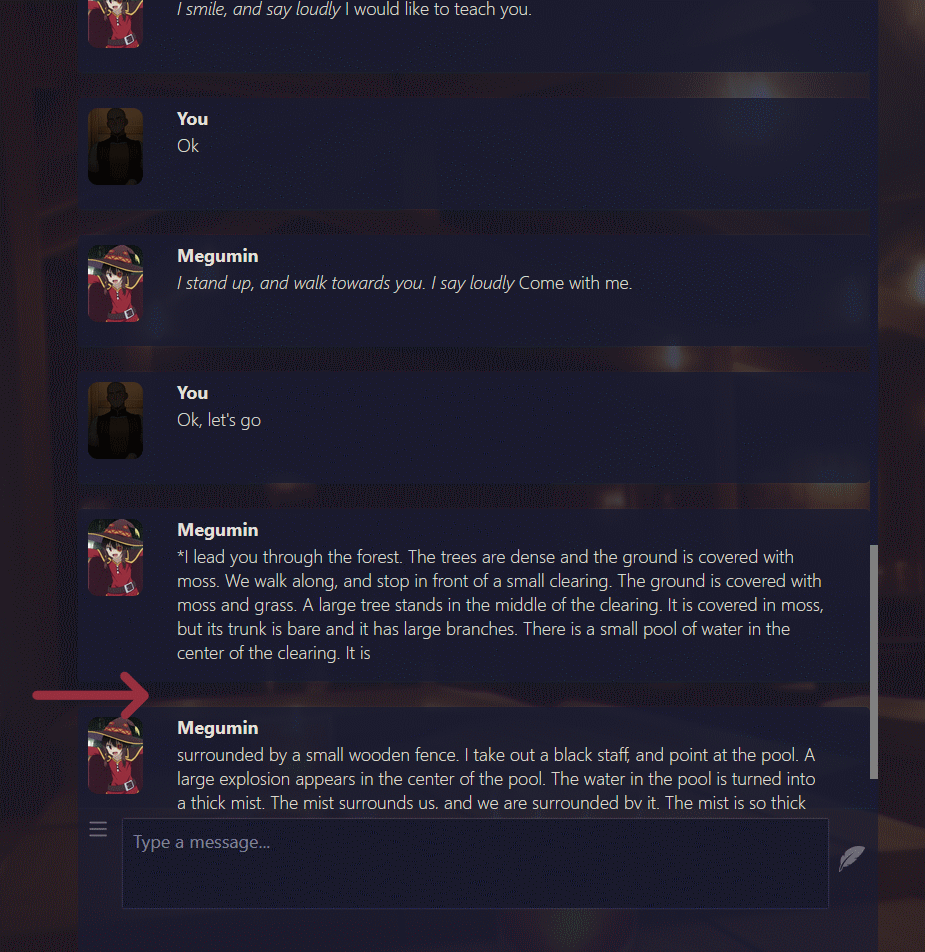 I smile, and say loudly I would like to teach you.
You
Ok
Megumin
I stand up, and walk towards you. I say loudly Come with me.
You
Ok, let's go
Megumin
*I lead you through the forest. The trees are dense and the ground is covered with
moss. We walk along, and stop in front of a small clearing. The ground is covered with
moss and grass. A large tree stands in the middle of the clearing. It is covered in moss,
but its trunk is bare and it has large branches. There is a small pool of water in the
center of the clearing. It is
Megumin
surrounded by a small wooden fence. I take out a black staff, and point at the pool. A
large explosion appears in the center of the pool. The water in the pool is turned into
a thick mist. The mist surrounds us, and we are surrounded by it. The mist is so thick
Type a message...